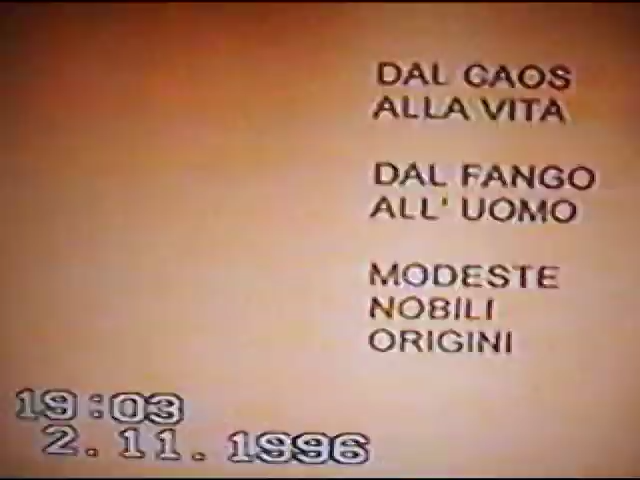 DAL CAOS
ALLA VITA
DAL FANGO
ALL' UOMO
MODESTE
NOBILI
ORIGINI
19:03
2.11.1996